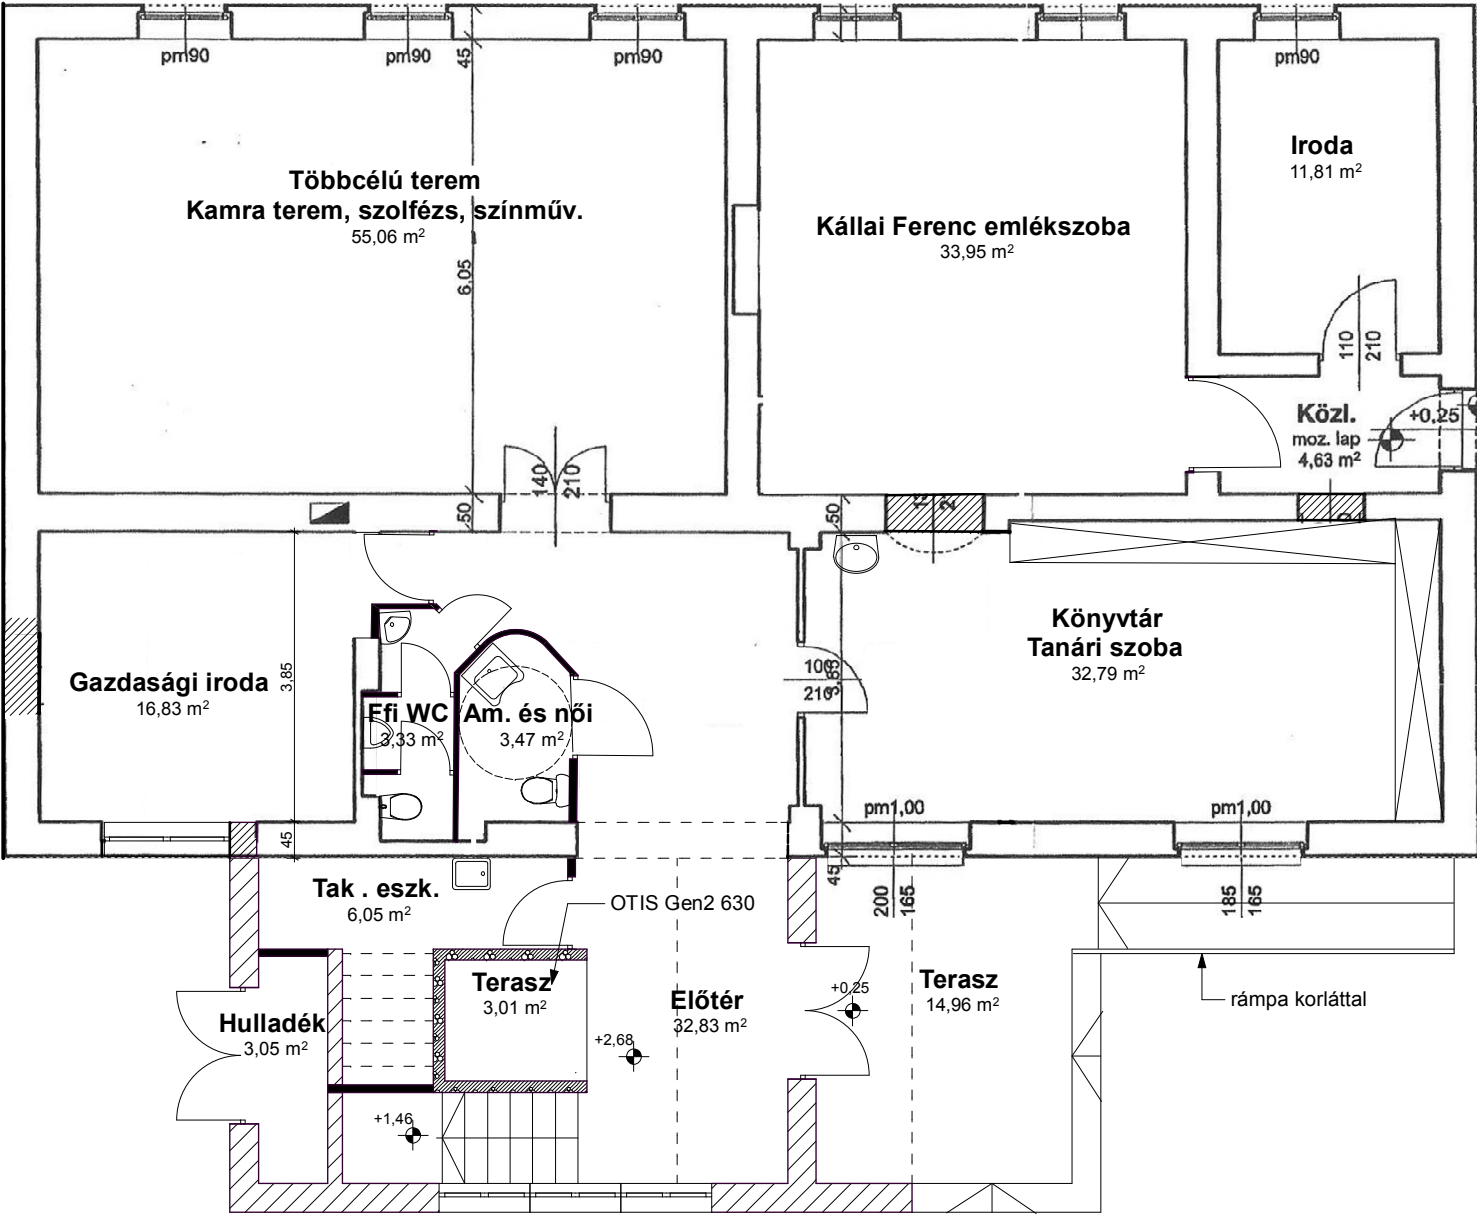 pm90
pm90
pm90
pm90
45
Többcélú terem
Kamra terem, szolfézs, színműv.
55,06 m²
6,05
Kállai Ferenc emlékszoba
33,95 m²
Iroda
11,81 m²
110
210
Közl.
moz. lap
4,63 m²
+0,25
140
210
50
50
Gazdasági iroda
16,83 m²
3,85
45
Ffi WC
3,33 m²
Am. és női
3,47 m²
100
210
3,85
Könyvtár
Tanári szoba
32,79 m²
pm1,00
pm1,00
45
200
165
185
165
Tak . eszk.
6,05 m²
OTIS Gen2 630
Terasz
3,01 m²
Előtér
32,83 m²
+2,68
+0,25
Terasz
14,96 m²
rámpa korláttal
Hulladék
3,05 m²
+1,46